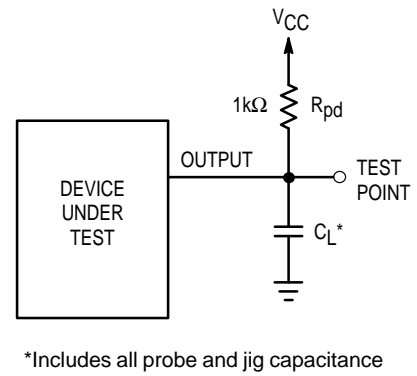 VCC
1kΩ Rpd
OUTPUT
TEST
POINT
DEVICE
UNDER
TEST
CL*
*Includes all probe and jig capacitance